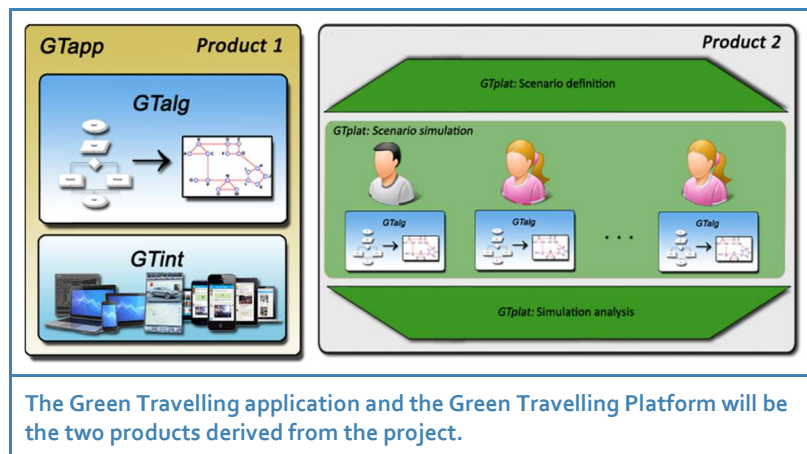 GTapp Product 1
GTalg
GTint
Product 2
GTplat: Scenario definition
GTplat: Scenario simulation
GTalg GTalg GTalg
. . .
GTplat: Simulation analysis
The Green Travelling application and the Green Travelling Platform will be
the two products derived from the project.